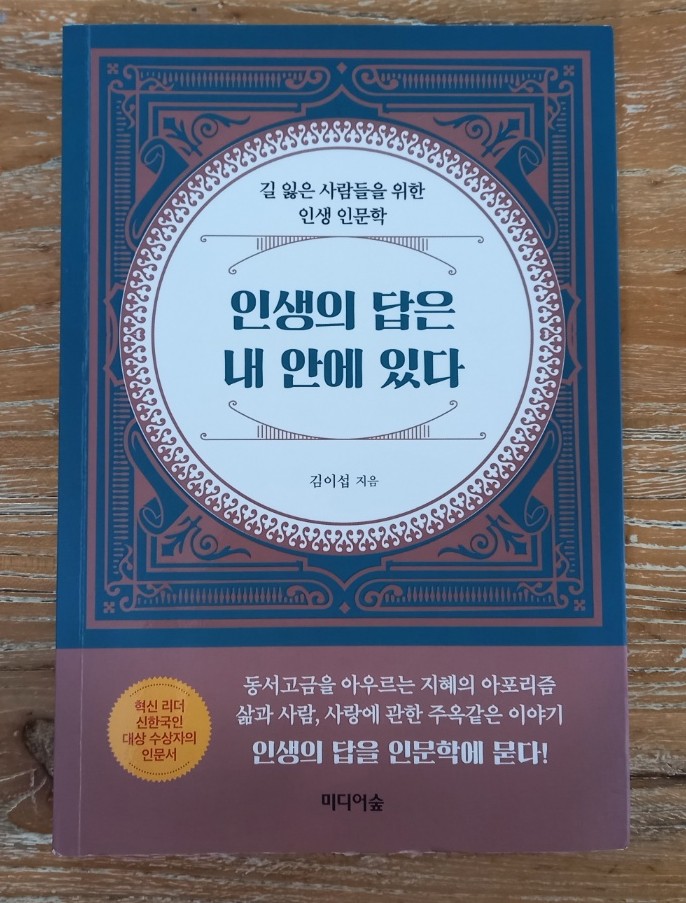 길 잃은 사람들을 위한
인생 인문학
인생의 답은
내 안에 있다
김이섭 지음
동서고금을 아우르는 지혜의 아포리즘
삶과 사람, 사랑에 관한 주옥같은 이야기
인생의 답을 인문학에 묻다!
혁신 리더
신한국인
대상 수상자의
인문서
미디어숲